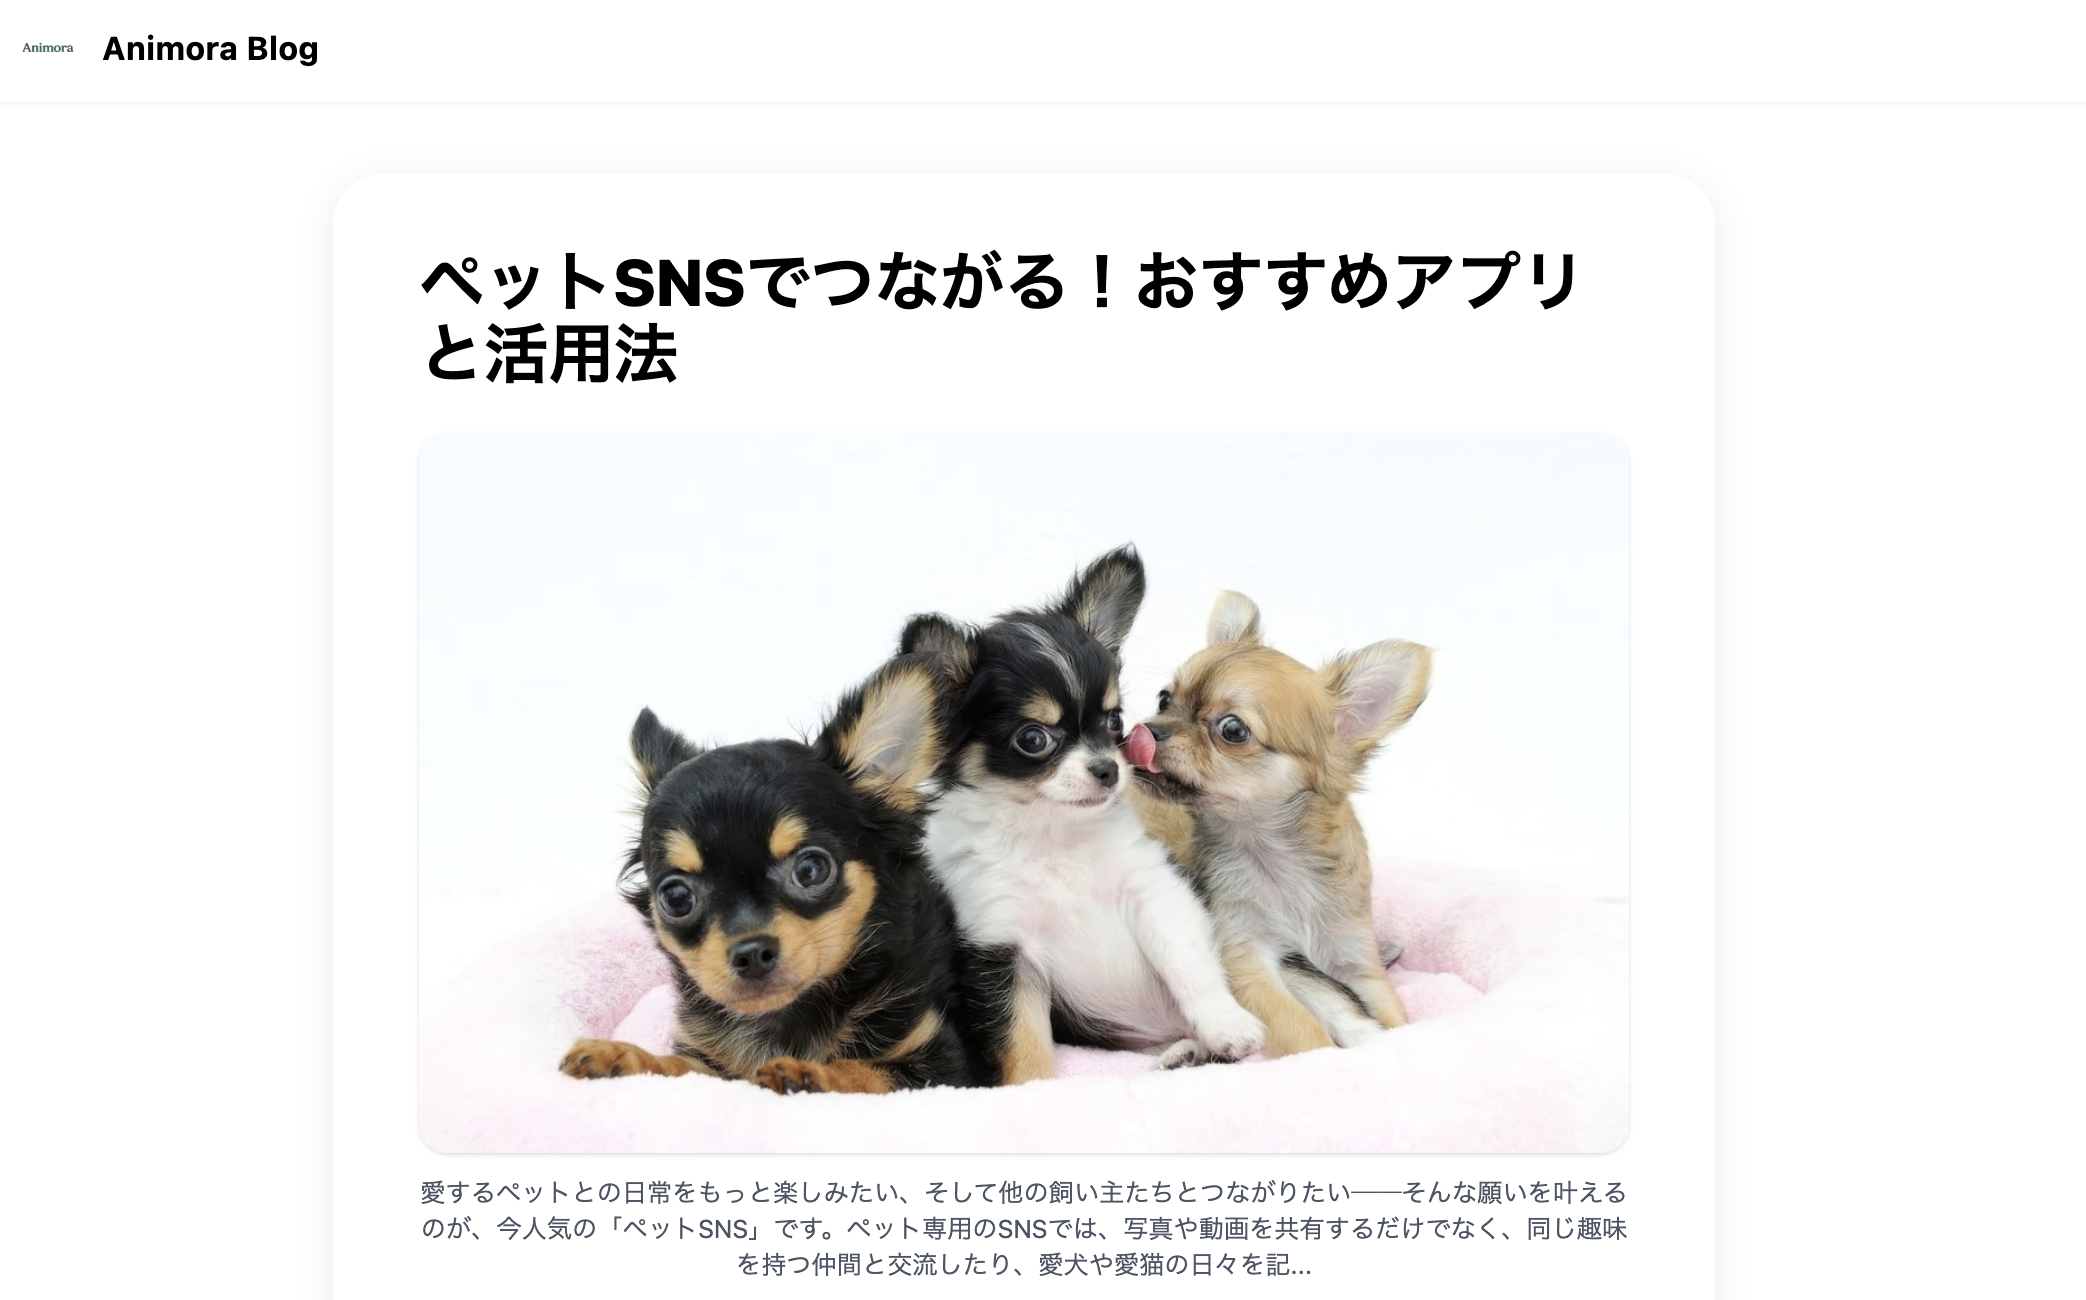 Animora
Animora Blog
ペットSNSでつながる！おすすめアプリ
と活用法
愛するペットとの日常をもっと楽しみたい、そして他の飼い主たちとつながりたい——そんな願いを叶える
のが、今人気の「ペットSNS」です。ペット専用のSNSでは、写真や動画を共有するだけでなく、同じ趣味
を持つ仲間と交流したり、愛犬や愛猫の日々を記...